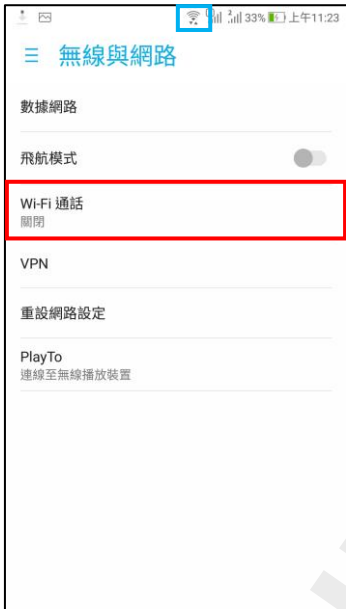 33% 上午11:23
無線與網路
數據網路
飛航模式
Wi-Fi 通話
關閉
VPN
重設網路設定
PlayTo
連線至無線播放裝置